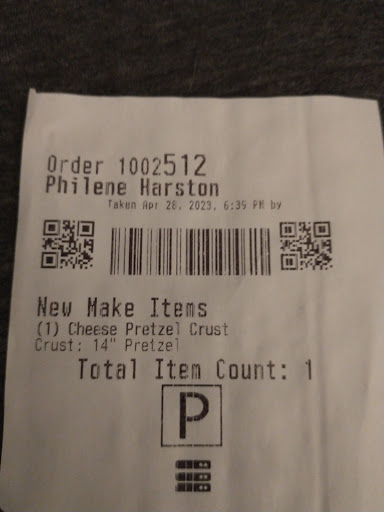 Order 1002512
Philene Harston
Taken Apr 28, 2023, 6:39 PM by
New Make Items
(1) Cheese Pretzel Crust
Crust: 14" Pretzel
Total Item Count: 1
P